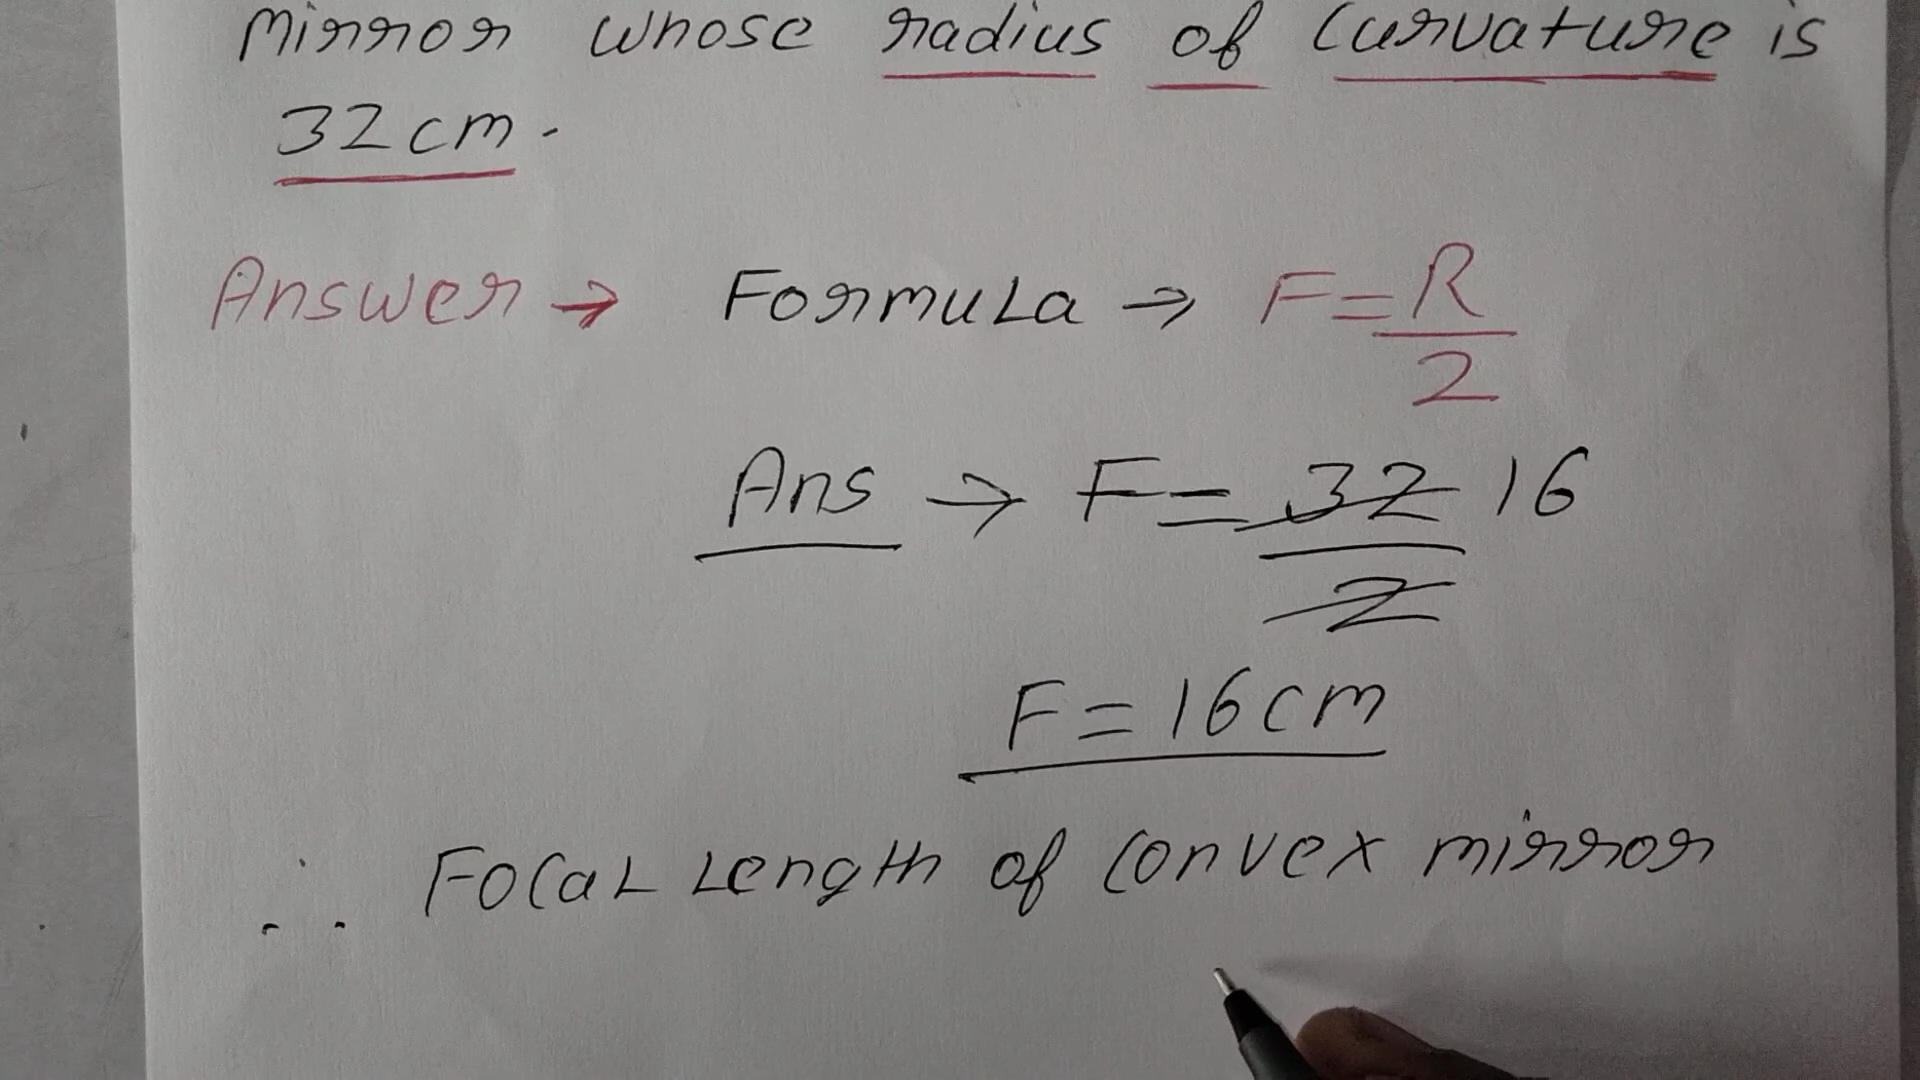 Mirror whose radius of curvature is
32cm.
Answer → Formula → F=R/2
Ans → F=32/2 16
F=16cm
∴ Focal Length of convex mirror